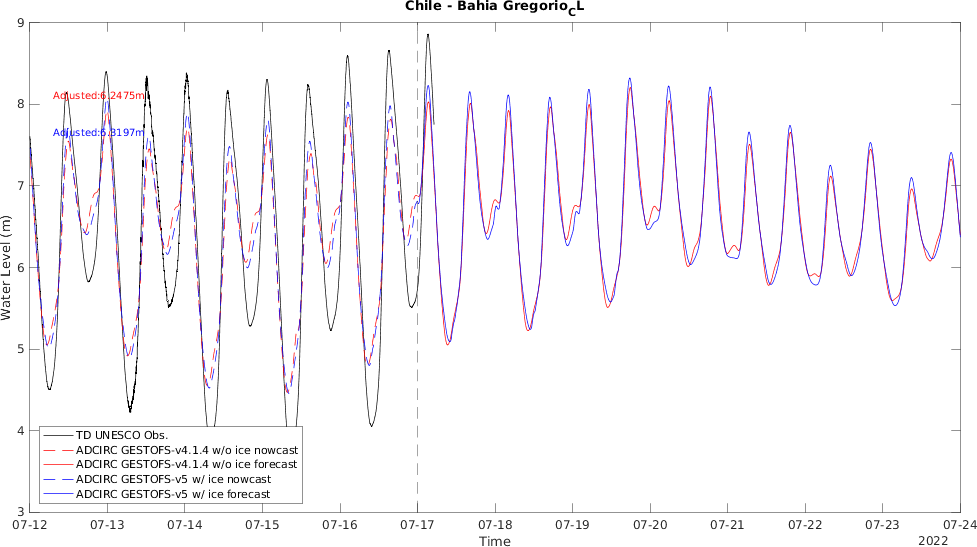 Chile - Bahia Gregorio_CL
9
8
7
6
5
4
3
Water Level (m)
Adjusted:6.2475m
Adjusted:6.3197m
TD UNESCO Obs.
ADCIRC GESTOFS-v4.1.4 w/o ice nowcast
ADCIRC GESTOFS-v4.1.4 w/o ice forecast
ADCIRC GESTOFS-v5 w/ ice nowcast
ADCIRC GESTOFS-v5 w/ ice forecast
07-12 07-13 07-14 07-15 07-16 07-17 07-18 07-19 07-20 07-21 07-22 07-23 07-24
Time
2022